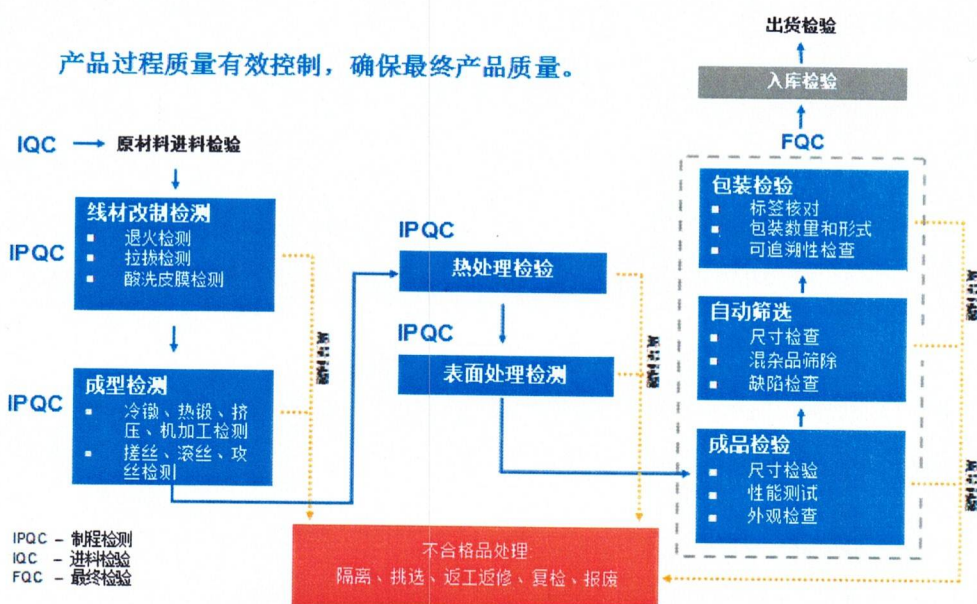 产品过程质量有效控制，确保最终产品质量。
IQC
原材料进料检验
IPQC
线材改制检测
▪ 退火检测
▪ 拉拔检测
▪ 酸洗皮膜检测
IPQC
成型检测
▪ 冷镦、热锻、挤
压、机加工检测
▪ 搓丝、滚丝、攻
丝检测
IPQC
热处理检验
IPQC
表面处理检测
出货检验
入库检验
FQC
包装检验
▪ 标签核对
▪ 包装数量和形式
▪ 可追溯性检查
自动筛选
▪ 尺寸检查
▪ 混杂品筛除
▪ 缺陷检查
成品检验
▪ 尺寸检验
▪ 性能测试
▪ 外观检查
不合格品处理:
隔离、挑选、返工返修、复检、报废
IPQC – 制程检测
IQC – 进料检验
FQC – 最终检验